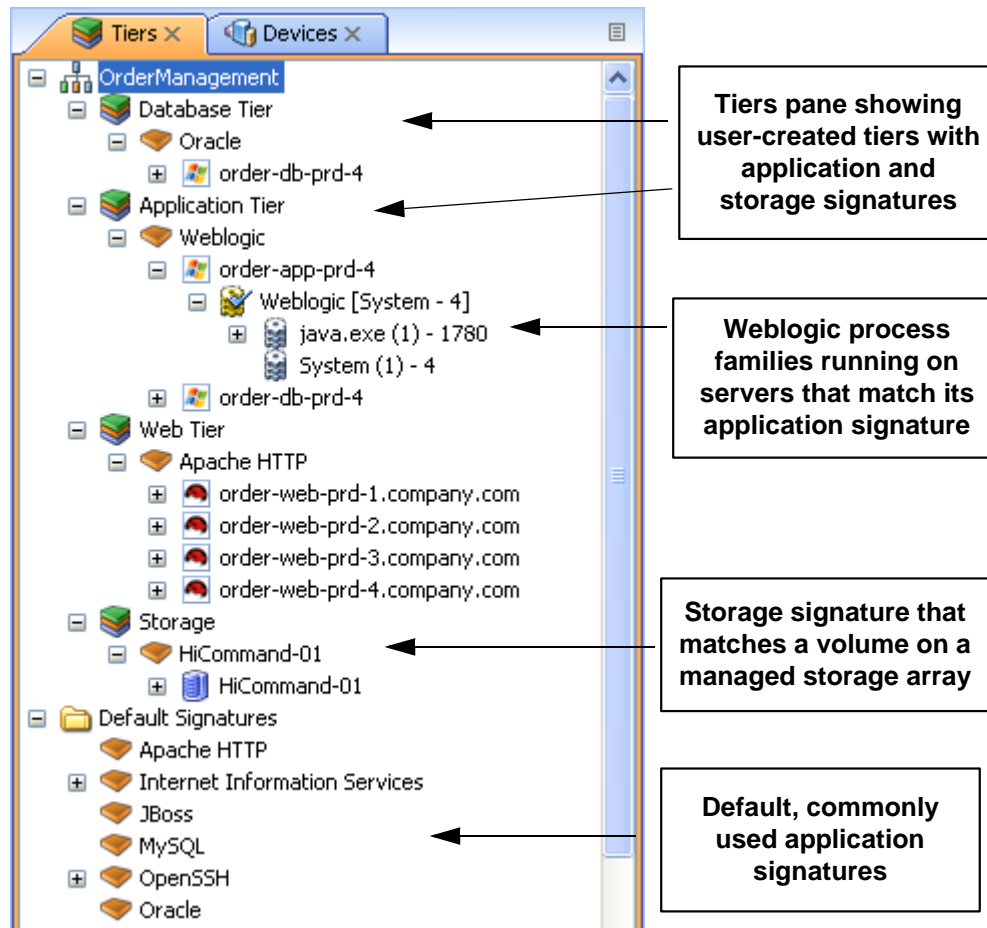 Tiers
Devices
OrderManagement
Database Tier
Oracle
order-db-prd-4
Application Tier
Weblogic
order-app-prd-4
Weblogic [System - 4]
java.exe (1) - 1780
System (1) - 4
order-db-prd-4
Web Tier
Apache HTTP
order-web-prd-1.company.com
order-web-prd-2.company.com
order-web-prd-3.company.com
order-web-prd-4.company.com
Storage
HiCommand-01
HiCommand-01
Default Signatures
Apache HTTP
Internet Information Services
JBoss
MySQL
OpenSSH
Oracle
Tiers pane showing
user-created tiers with
application and
storage signatures
Weblogic process
families running on
servers that match its
application signature
Storage signature that
matches a volume on a
managed storage array
Default, commonly
used application
signatures